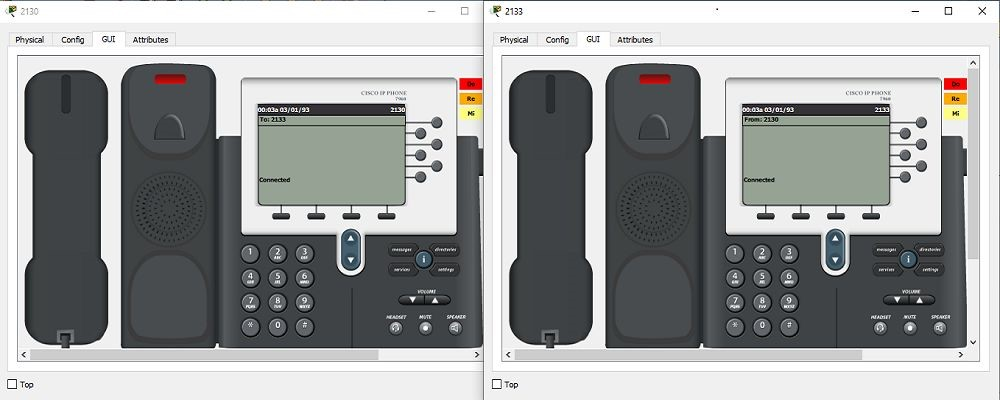 2130
Physical Config GUI Attributes
CISCO IP PHONE
7960
00:03a 03/01/93 2130
To: 2133
Connected
Do
Re
Mi
1 2 ABC 3 DEF
4 GHI 5 JKL 6 MNO
7 PQRS 8 TUV 9 WXYZ
* 0 #
messages directories
i
services settings
VOLUME
HEADSET MUTE SPEAKER
Top
2133
Physical Config GUI Attributes
CISCO IP PHONE
7960
00:03a 03/01/93 2133
From: 2130
Connected
Do
Re
Mi
1 2 ABC 3 DEF
4 GHI 5 JKL 6 MNO
7 PQRS 8 TUV 9 WXYZ
* 0 #
messages directories
i
services settings
VOLUME
HEADSET MUTE SPEAKER
Top